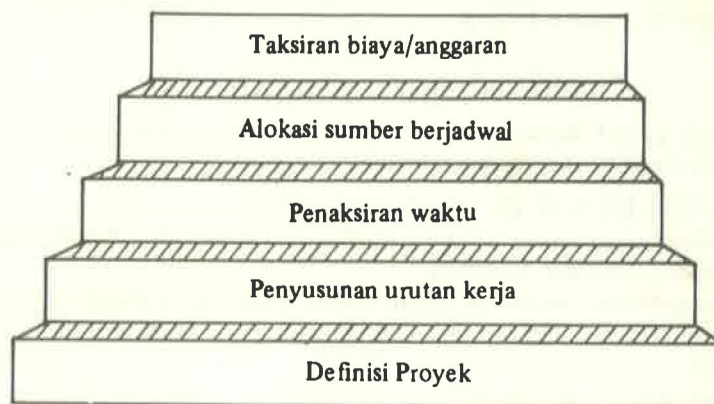 Taksiran biaya/anggaran
Alokasi sumber berjadwal
Penaksiran waktu
Penyusunan urutan kerja
Definisi Proyek